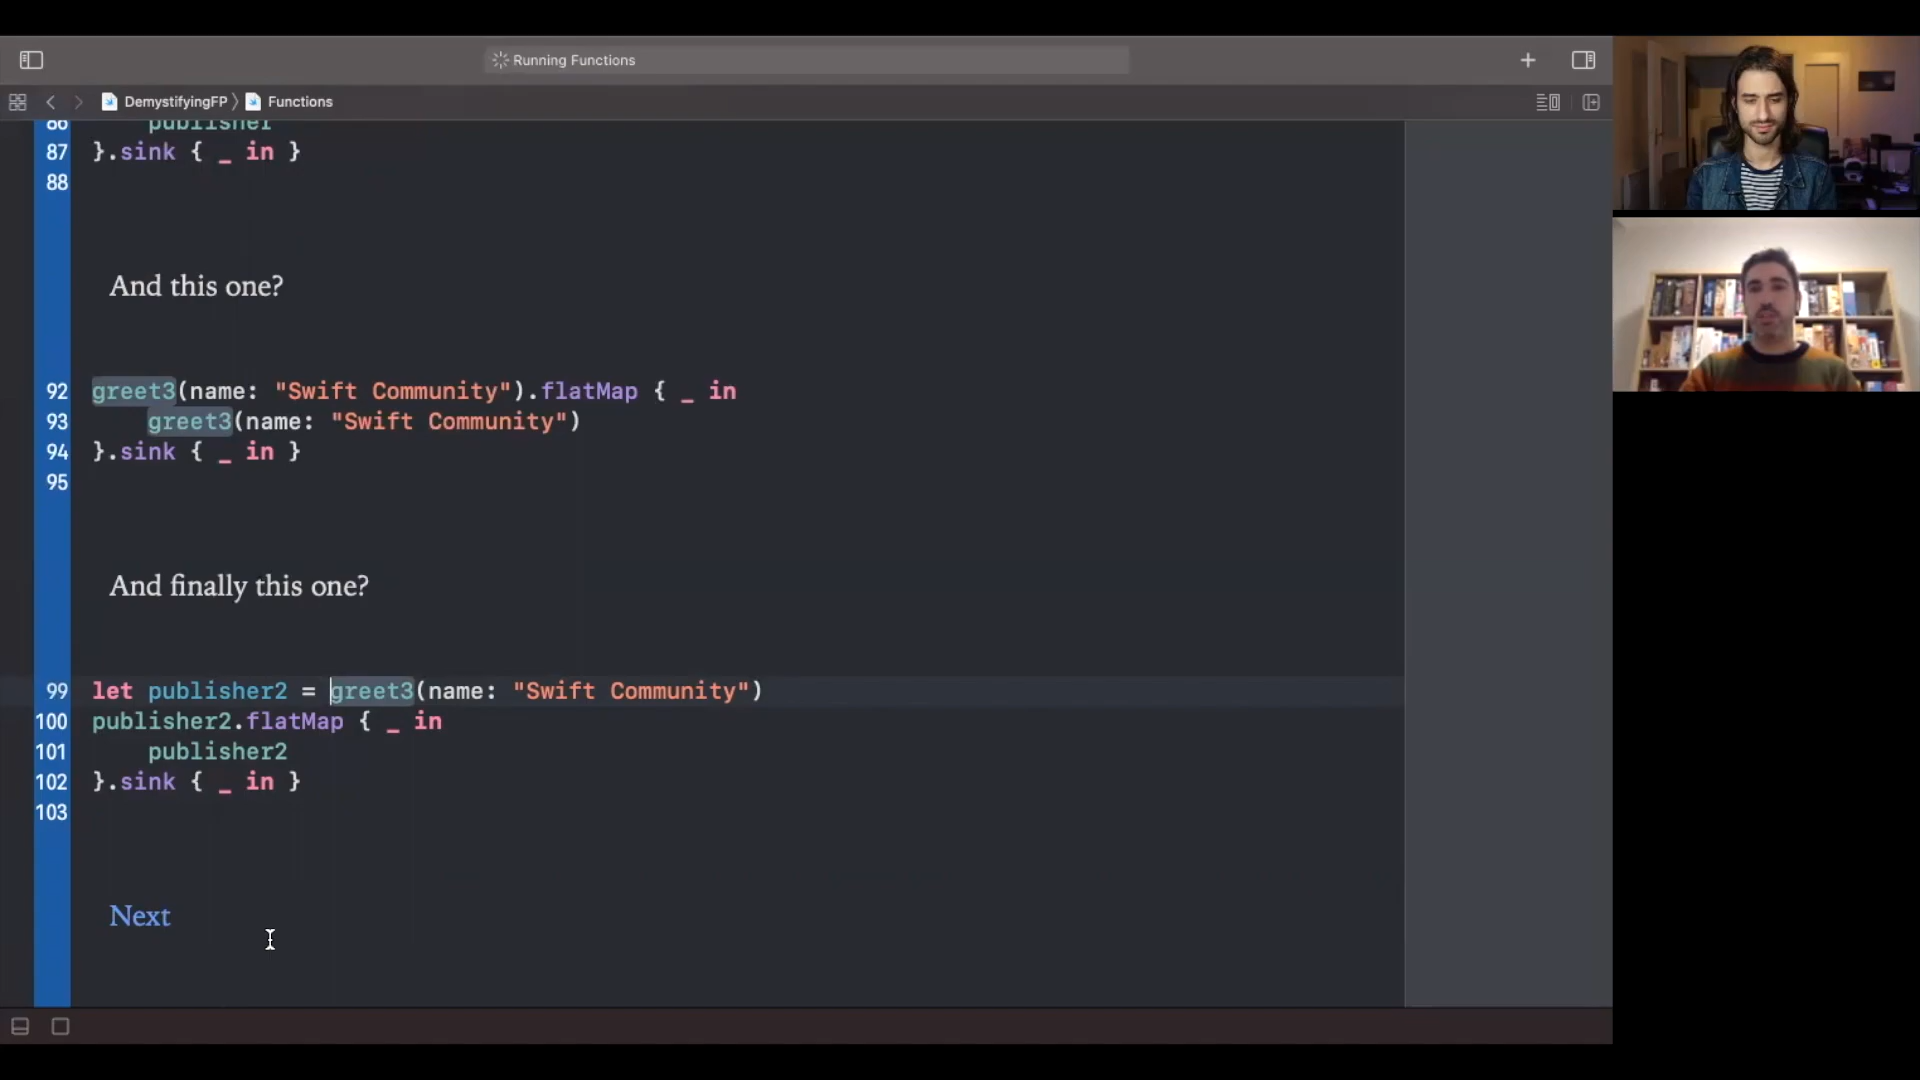 Running Functions
DemystifyingFP
Functions
86 publisher
87 }.sink { _ in }
88
And this one?
92 greet3(name: "Swift Community").flatMap { _ in
93 greet3(name: "Swift Community")
94 }.sink { _ in }
95
And finally this one?
99 let publisher2 = greet3(name: "Swift Community")
100 publisher2.flatMap { _ in
101 publisher2
102 }.sink { _ in }
103
Next